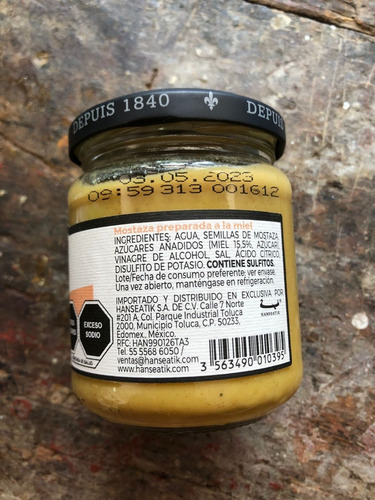 DEPUIS 1840 DEPUIS
03.05.2023
09:59 313 001612
Mostaza preparada a la miel
INGREDIENTES: AGUA, SEMILLAS DE MOSTAZA,
AZÚCARES AÑADIDOS (MIEL 15,5%, AZÚCAR),
VINAGRE DE ALCOHOL, SAL, ÁCIDO CÍTRICO,
DISULFITO DE POTASIO. CONTIENE SULFITOS.
Lote/Fecha de consumo preferente: ver envase.
Una vez abierto, manténgase en refrigeración.
IMPORTADO Y DISTRIBUIDO EN EXCLUSIVA POR
HANSEATIK S.A. DE C.V. Calle 7 Norte
#201 A, Col. Parque Industrial Toluca
2000, Municipio Toluca, C.P. 50233,
Edomex, México.
RFC: HAN990126TA3
Tel. 55 5568 6050 /
ventas@hanseatik.com
www.hanseatik.com
HANSEATIK
EXCESO
SODIO
DE SALUD
3 563490 010395